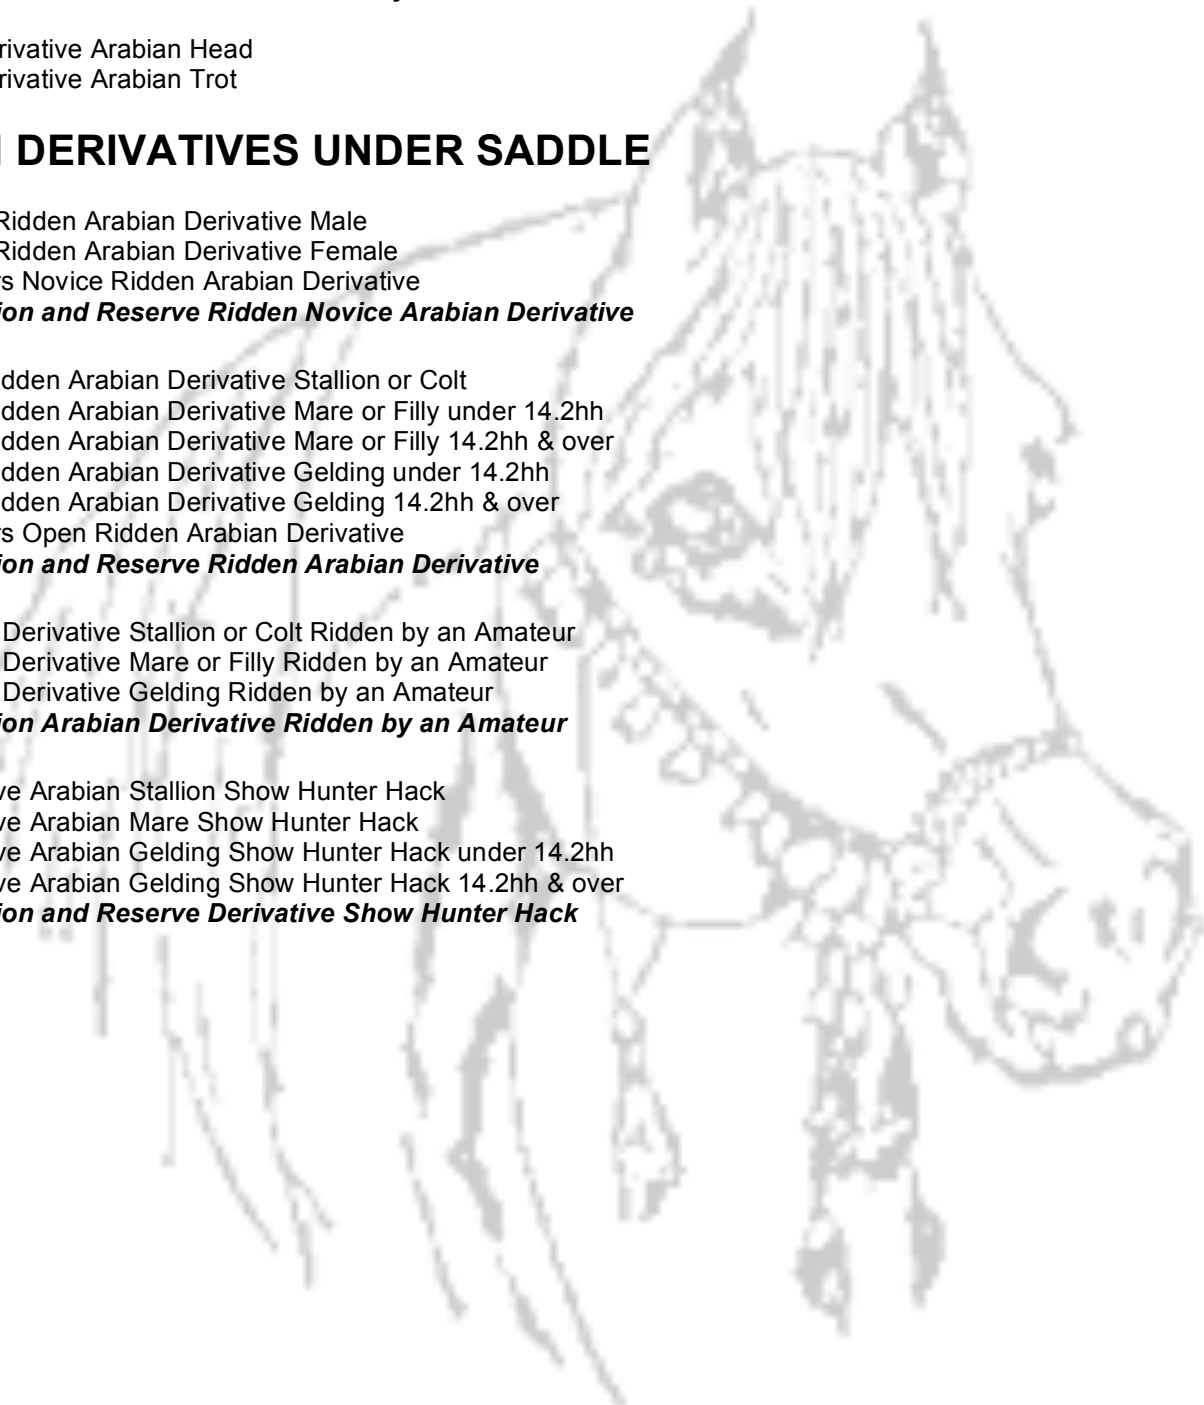 rivative Arabian Head
rivative Arabian Trot
DERIVATIVES UNDER SADDLE
Ridden Arabian Derivative Male
Ridden Arabian Derivative Female
rs Novice Ridden Arabian Derivative
ion and Reserve Ridden Novice Arabian Derivative
dden Arabian Derivative Stallion or Colt
dden Arabian Derivative Mare or Filly under 14.2hh
dden Arabian Derivative Mare or Filly 14.2hh & over
dden Arabian Derivative Gelding under 14.2hh
dden Arabian Derivative Gelding 14.2hh & over
rs Open Ridden Arabian Derivative
ion and Reserve Ridden Arabian Derivative
Derivative Stallion or Colt Ridden by an Amateur
Derivative Mare or Filly Ridden by an Amateur
Derivative Gelding Ridden by an Amateur
ion Arabian Derivative Ridden by an Amateur
ve Arabian Stallion Show Hunter Hack
ve Arabian Mare Show Hunter Hack
ve Arabian Gelding Show Hunter Hack under 14.2hh
ve Arabian Gelding Show Hunter Hack 14.2hh & over
ion and Reserve Derivative Show Hunter Hack